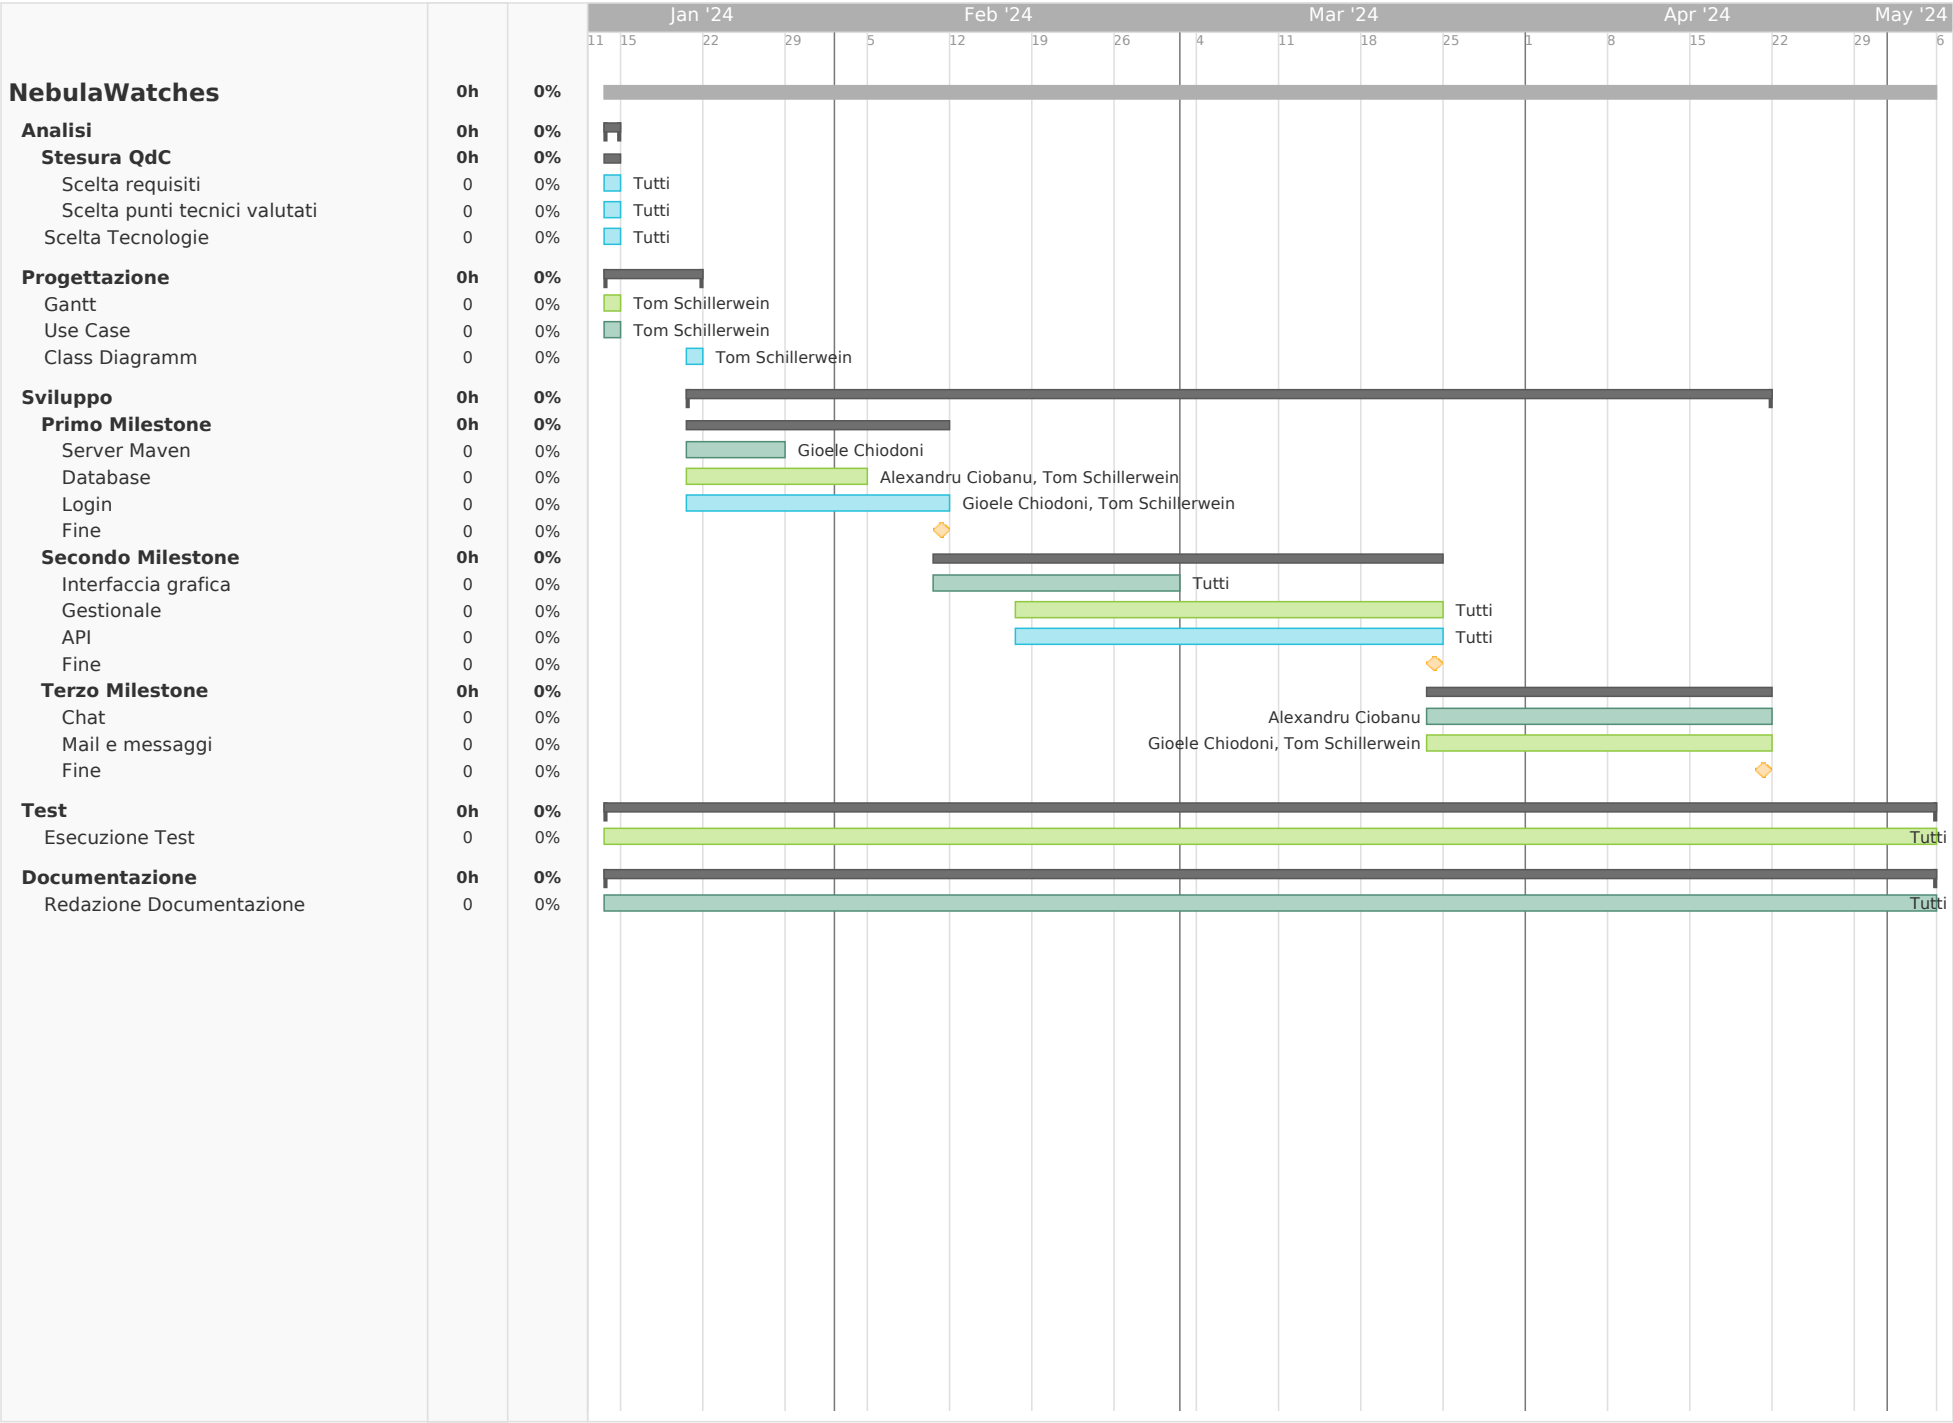 Jan '24 Feb '24 Mar '24 Apr '24 May '24
11 15 22 29 5 12 19 26 4 11 18 25 1 8 15 22 29 6
NebulaWatches 0h 0%
Analisi 0h 0%
Stesura QdC 0h 0%
Scelta requisiti 0 0% Tutti
Scelta punti tecnici valutati 0 0% Tutti
Scelta Tecnologie 0 0% Tutti
Progettazione 0h 0%
Gantt 0 0% Tom Schillerwein
Use Case 0 0% Tom Schillerwein
Class Diagramm 0 0% Tom Schillerwein
Sviluppo 0h 0%
Primo Milestone 0h 0%
Server Maven 0 0% Gioele Chiodoni
Database 0 0% Alexandru Ciobanu, Tom Schillerwein
Login 0 0% Gioele Chiodoni, Tom Schillerwein
Fine 0 0%
Secondo Milestone 0h 0%
Interfaccia grafica 0 0% Tutti
Gestionale 0 0% Tutti
API 0 0% Tutti
Fine 0 0%
Terzo Milestone 0h 0%
Chat 0 0% Alexandru Ciobanu
Mail e messaggi 0 0% Gioele Chiodoni, Tom Schillerwein
Fine 0 0%
Test 0h 0%
Esecuzione Test 0 0% Tutti
Documentazione 0h 0%
Redazione Documentazione 0 0% Tutti